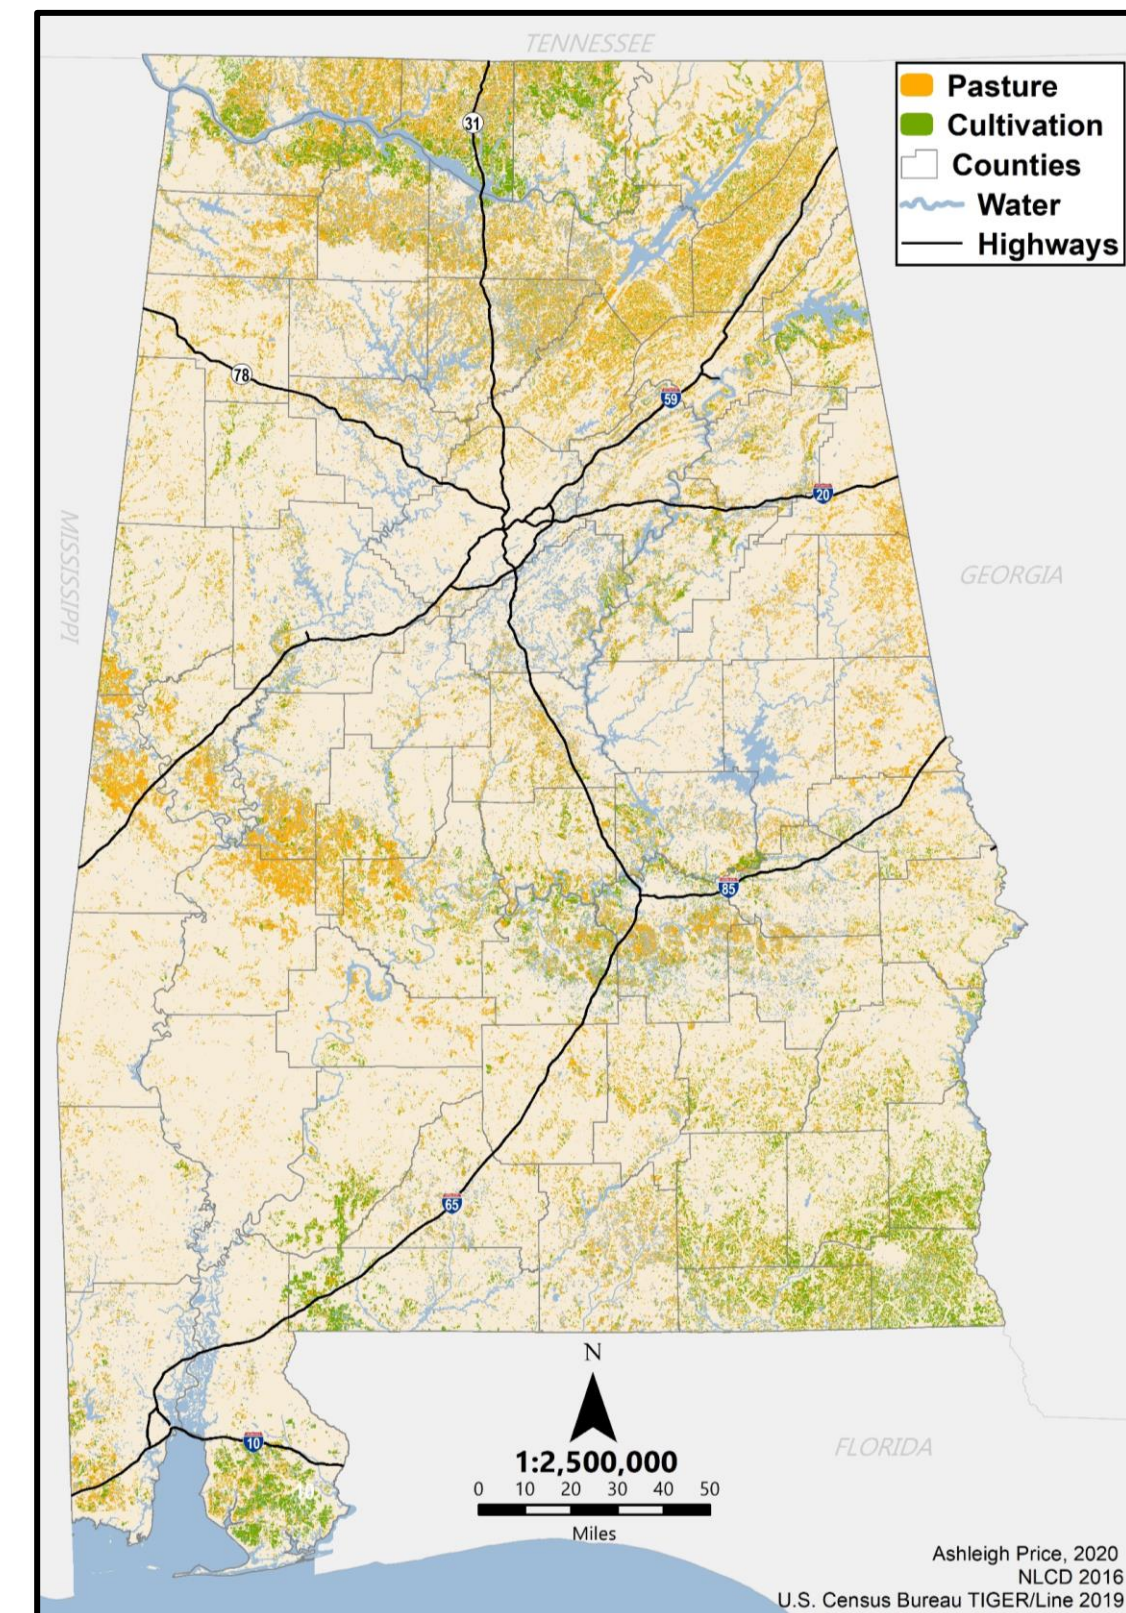 TENNESSEE
Pasture
Cultivation
Counties
Water
Highways
31
78
59
20
MISSISSIPPI
GEORGIA
85
65
N
1:2,500,000
0 10 20 30 40 50
Miles
FLORIDA
10
10
Ashleigh Price, 2020
NLCD 2016
U.S. Census Bureau TIGER/Line 2019